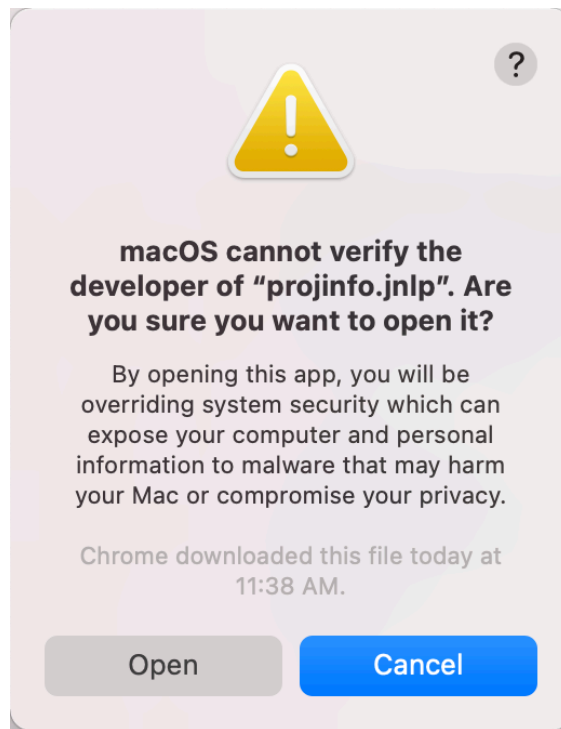 ?
macOS cannot verify the
developer of “projinfo.jnlp”. Are
you sure you want to open it?
By opening this app, you will be
overriding system security which can
expose your computer and personal
information to malware that may harm
your Mac or compromise your privacy.
Chrome downloaded this file today at
11:38 AM.
Open
Cancel